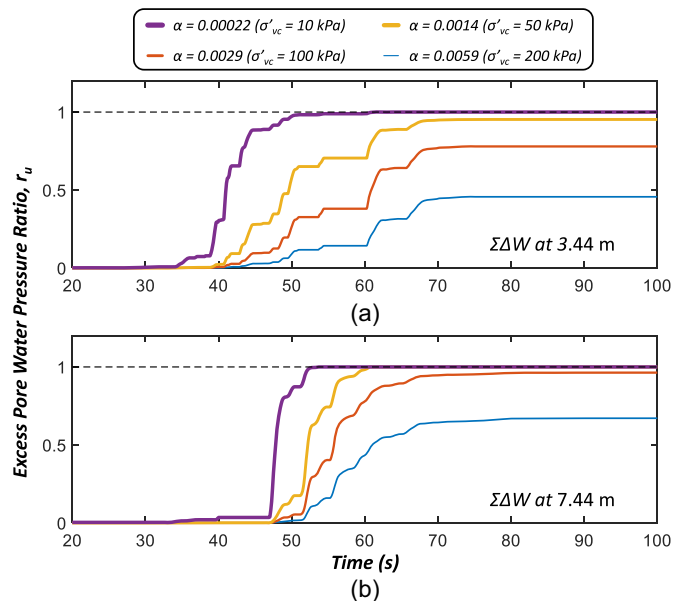 α = 0.00022 (σ'vc = 10 kPa) α = 0.0014 (σ'vc = 50 kPa)
α = 0.0029 (σ'vc = 100 kPa) α = 0.0059 (σ'vc = 200 kPa)
Excess Pore Water Pressure Ratio, ru
1
0.5
0
ΣΔW at 3.44 m
20 30 40 50 60 70 80 90 100
(a)
1
0.5
0
ΣΔW at 7.44 m
20 30 40 50 60 70 80 90 100
Time (s)
(b)